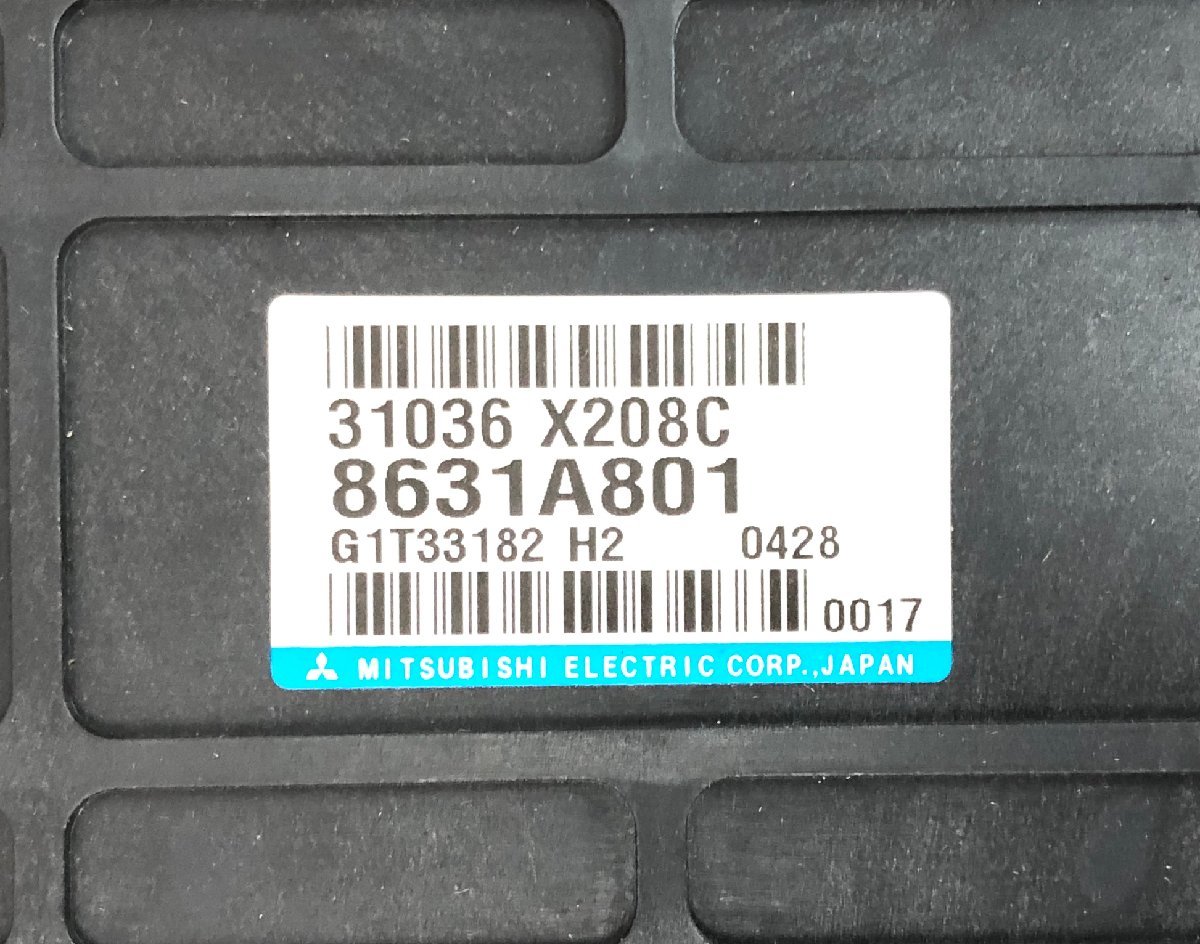 31036 X208C
8631A801
G1T33182 H2 0428
0017
MITSUBISHI ELECTRIC CORP.,JAPAN